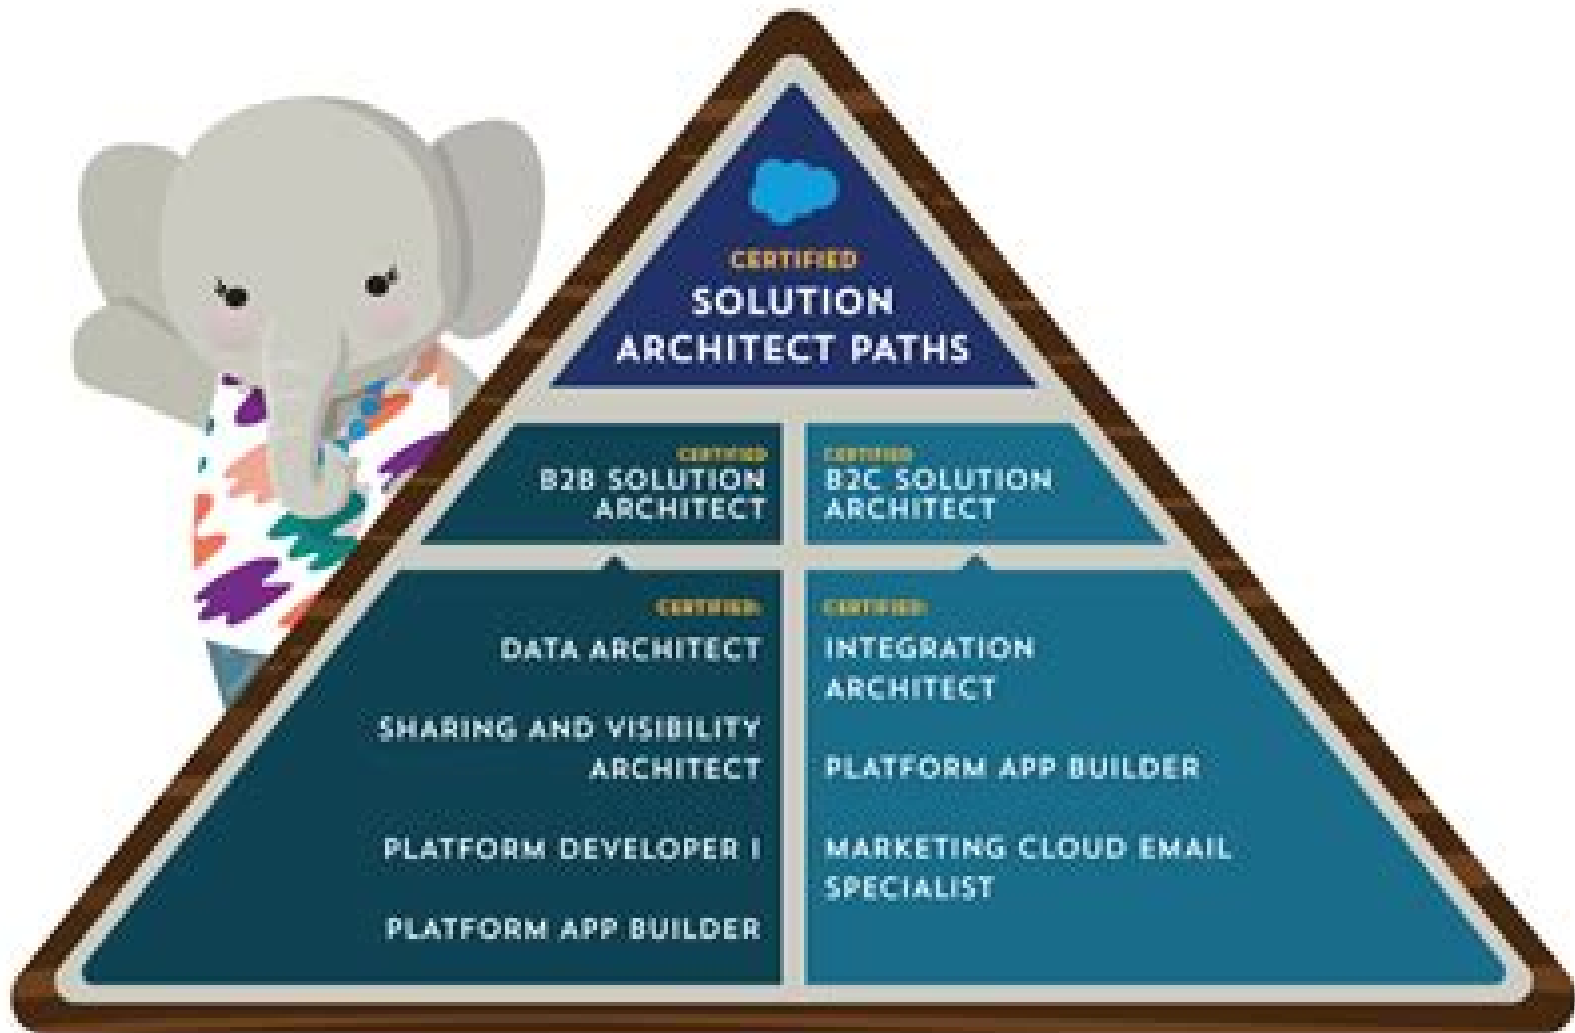 CERTIFIED
SOLUTION
ARCHITECT PATHS
CERTIFIED
B2B SOLUTION
ARCHITECT
CERTIFIED
B2C SOLUTION
ARCHITECT
CERTIFIED:
DATA ARCHITECT
SHARING AND VISIBILITY
ARCHITECT
PLATFORM DEVELOPER I
PLATFORM APP BUILDER
CERTIFIED:
INTEGRATION
ARCHITECT
PLATFORM APP BUILDER
MARKETING CLOUD EMAIL
SPECIALIST